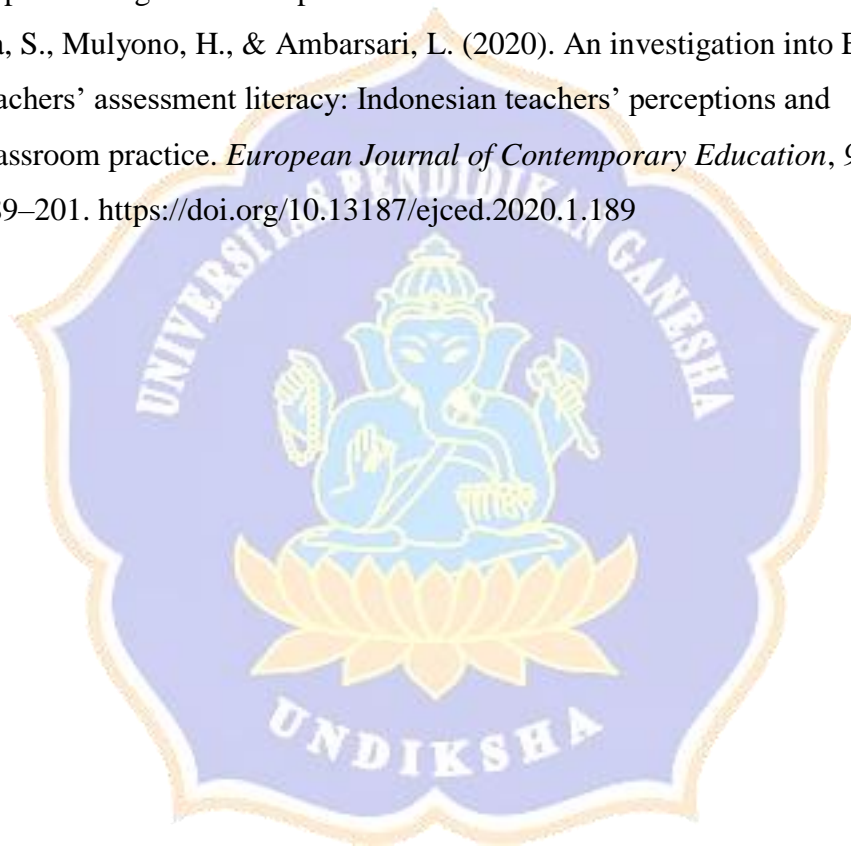 a, S., Mulyono, H., & Ambarsari, L. (2020). An investigation into E
achers’ assessment literacy: Indonesian teachers’ perceptions and
assroom practice. European Journal of Contemporary Education, 9
9–201. https://doi.org/10.13187/ejced.2020.1.189
UNIVERSITAS PENDIDIKAN GANESHA
UNDIKSHA